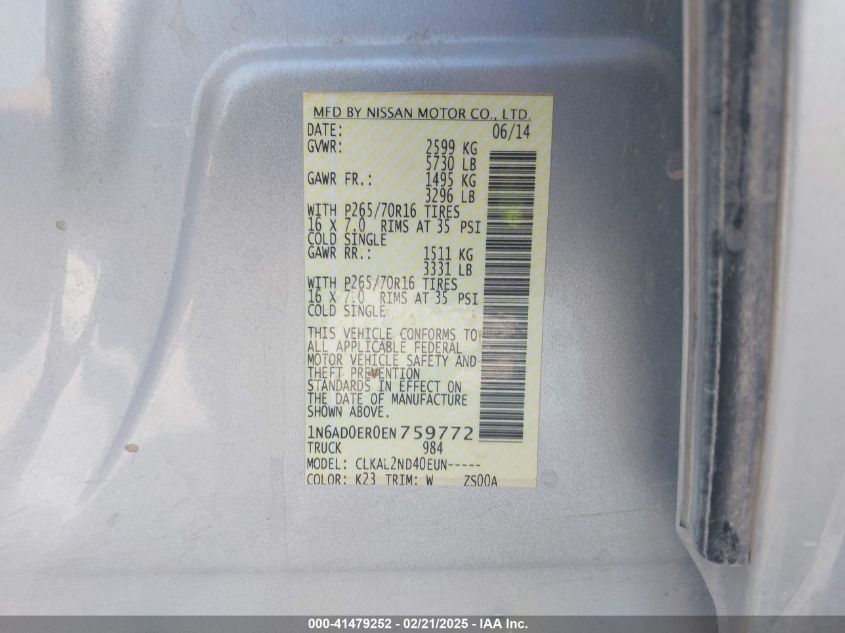 MFD BY NISSAN MOTOR CO., LTD.
DATE: 06/14
GVWR: 2599 KG
5730 LB
GAWR FR.: 1495 KG
3296 LB
WITH P265/70R16 TIRES
16 X 7.0 RIMS AT 35 PSI
COLD SINGLE
GAWR RR.: 1511 KG
3331 LB
WITH P265/70R16 TIRES
16 X 7.0 RIMS AT 35 PSI
COLD SINGLE
THIS VEHICLE CONFORMS TO
ALL APPLICABLE FEDERAL
MOTOR VEHICLE SAFETY AND
THEFT PREVENTION
STANDARDS IN EFFECT ON
THE DATE OF MANUFACTURE
SHOWN ABOVE.
1N6AD0ER0EN759772
TRUCK 984
MODEL: CLKAL2ND40EUN-----
COLOR: K23 TRIM: W ZS00A
000-41479252 - 02/21/2025 - IAA Inc.